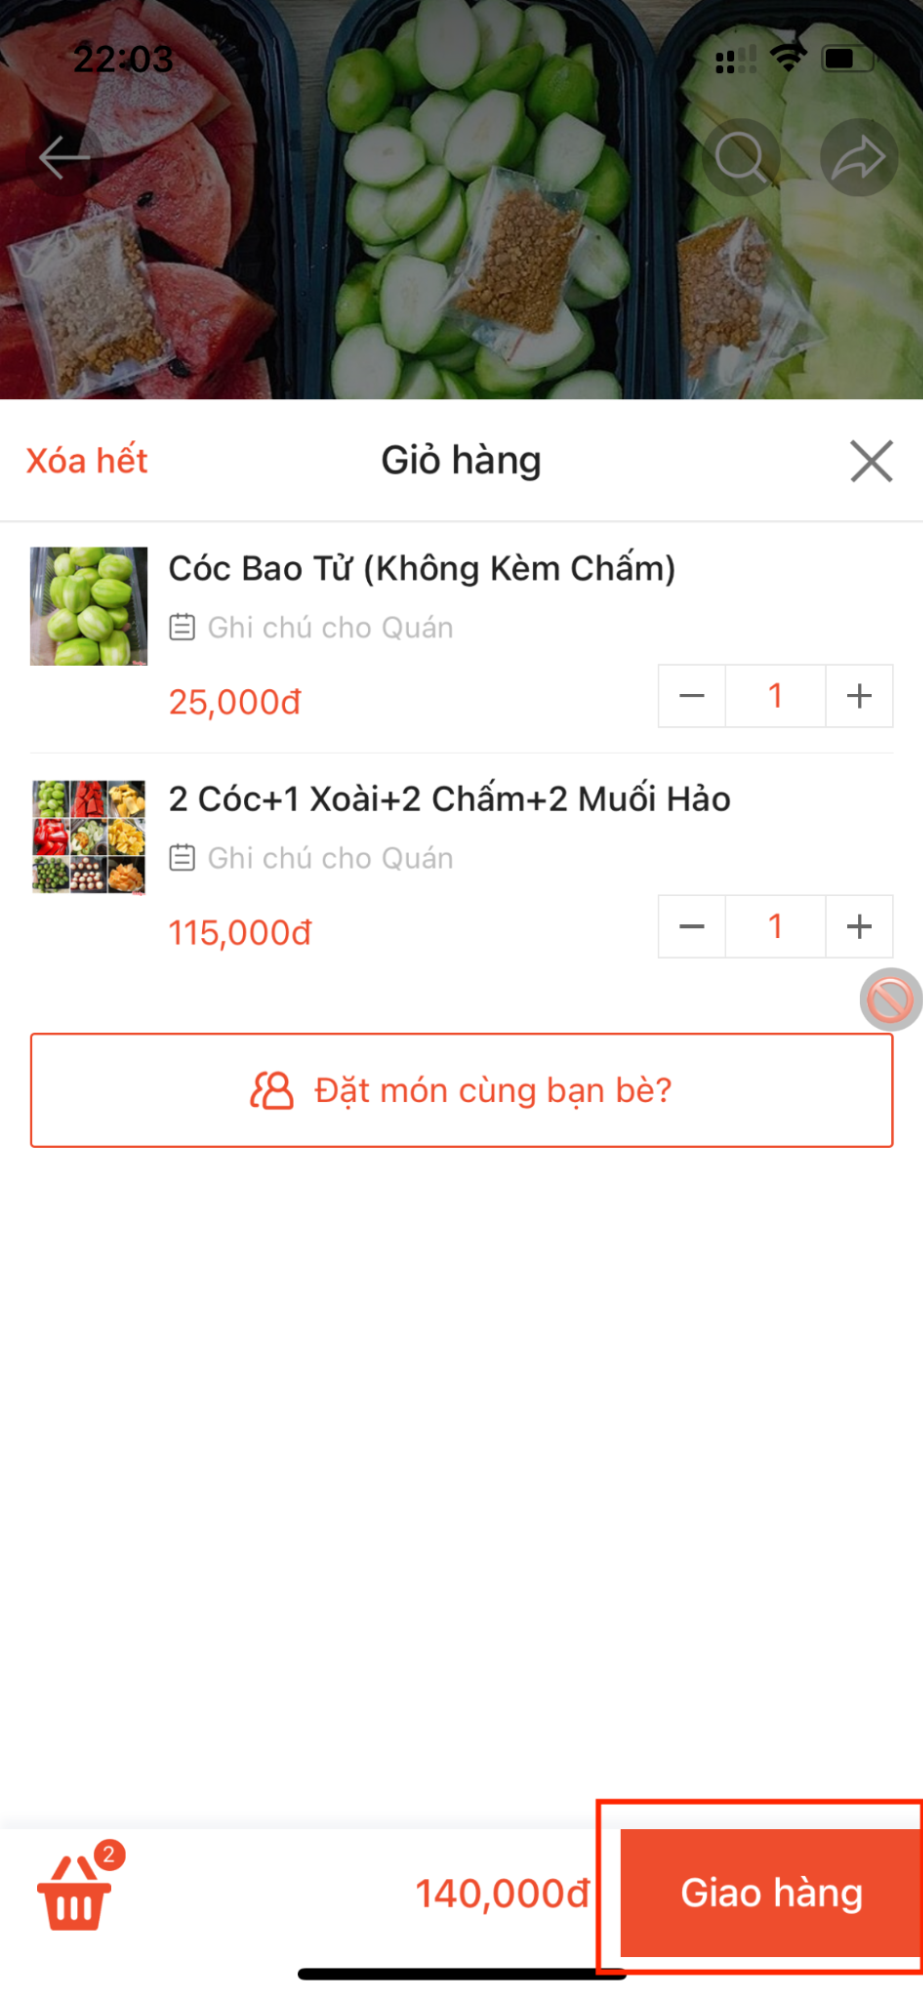 22:03
Xóa hết
Giỏ hàng
Cóc Bao Tử (Không Kèm Chấm)
Ghi chú cho Quán
25,000đ
1
2 Cóc+1 Xoài+2 Chấm+2 Muối Hảo
Ghi chú cho Quán
115,000đ
1
Đặt món cùng bạn bè?
2
140,000đ
Giao hàng